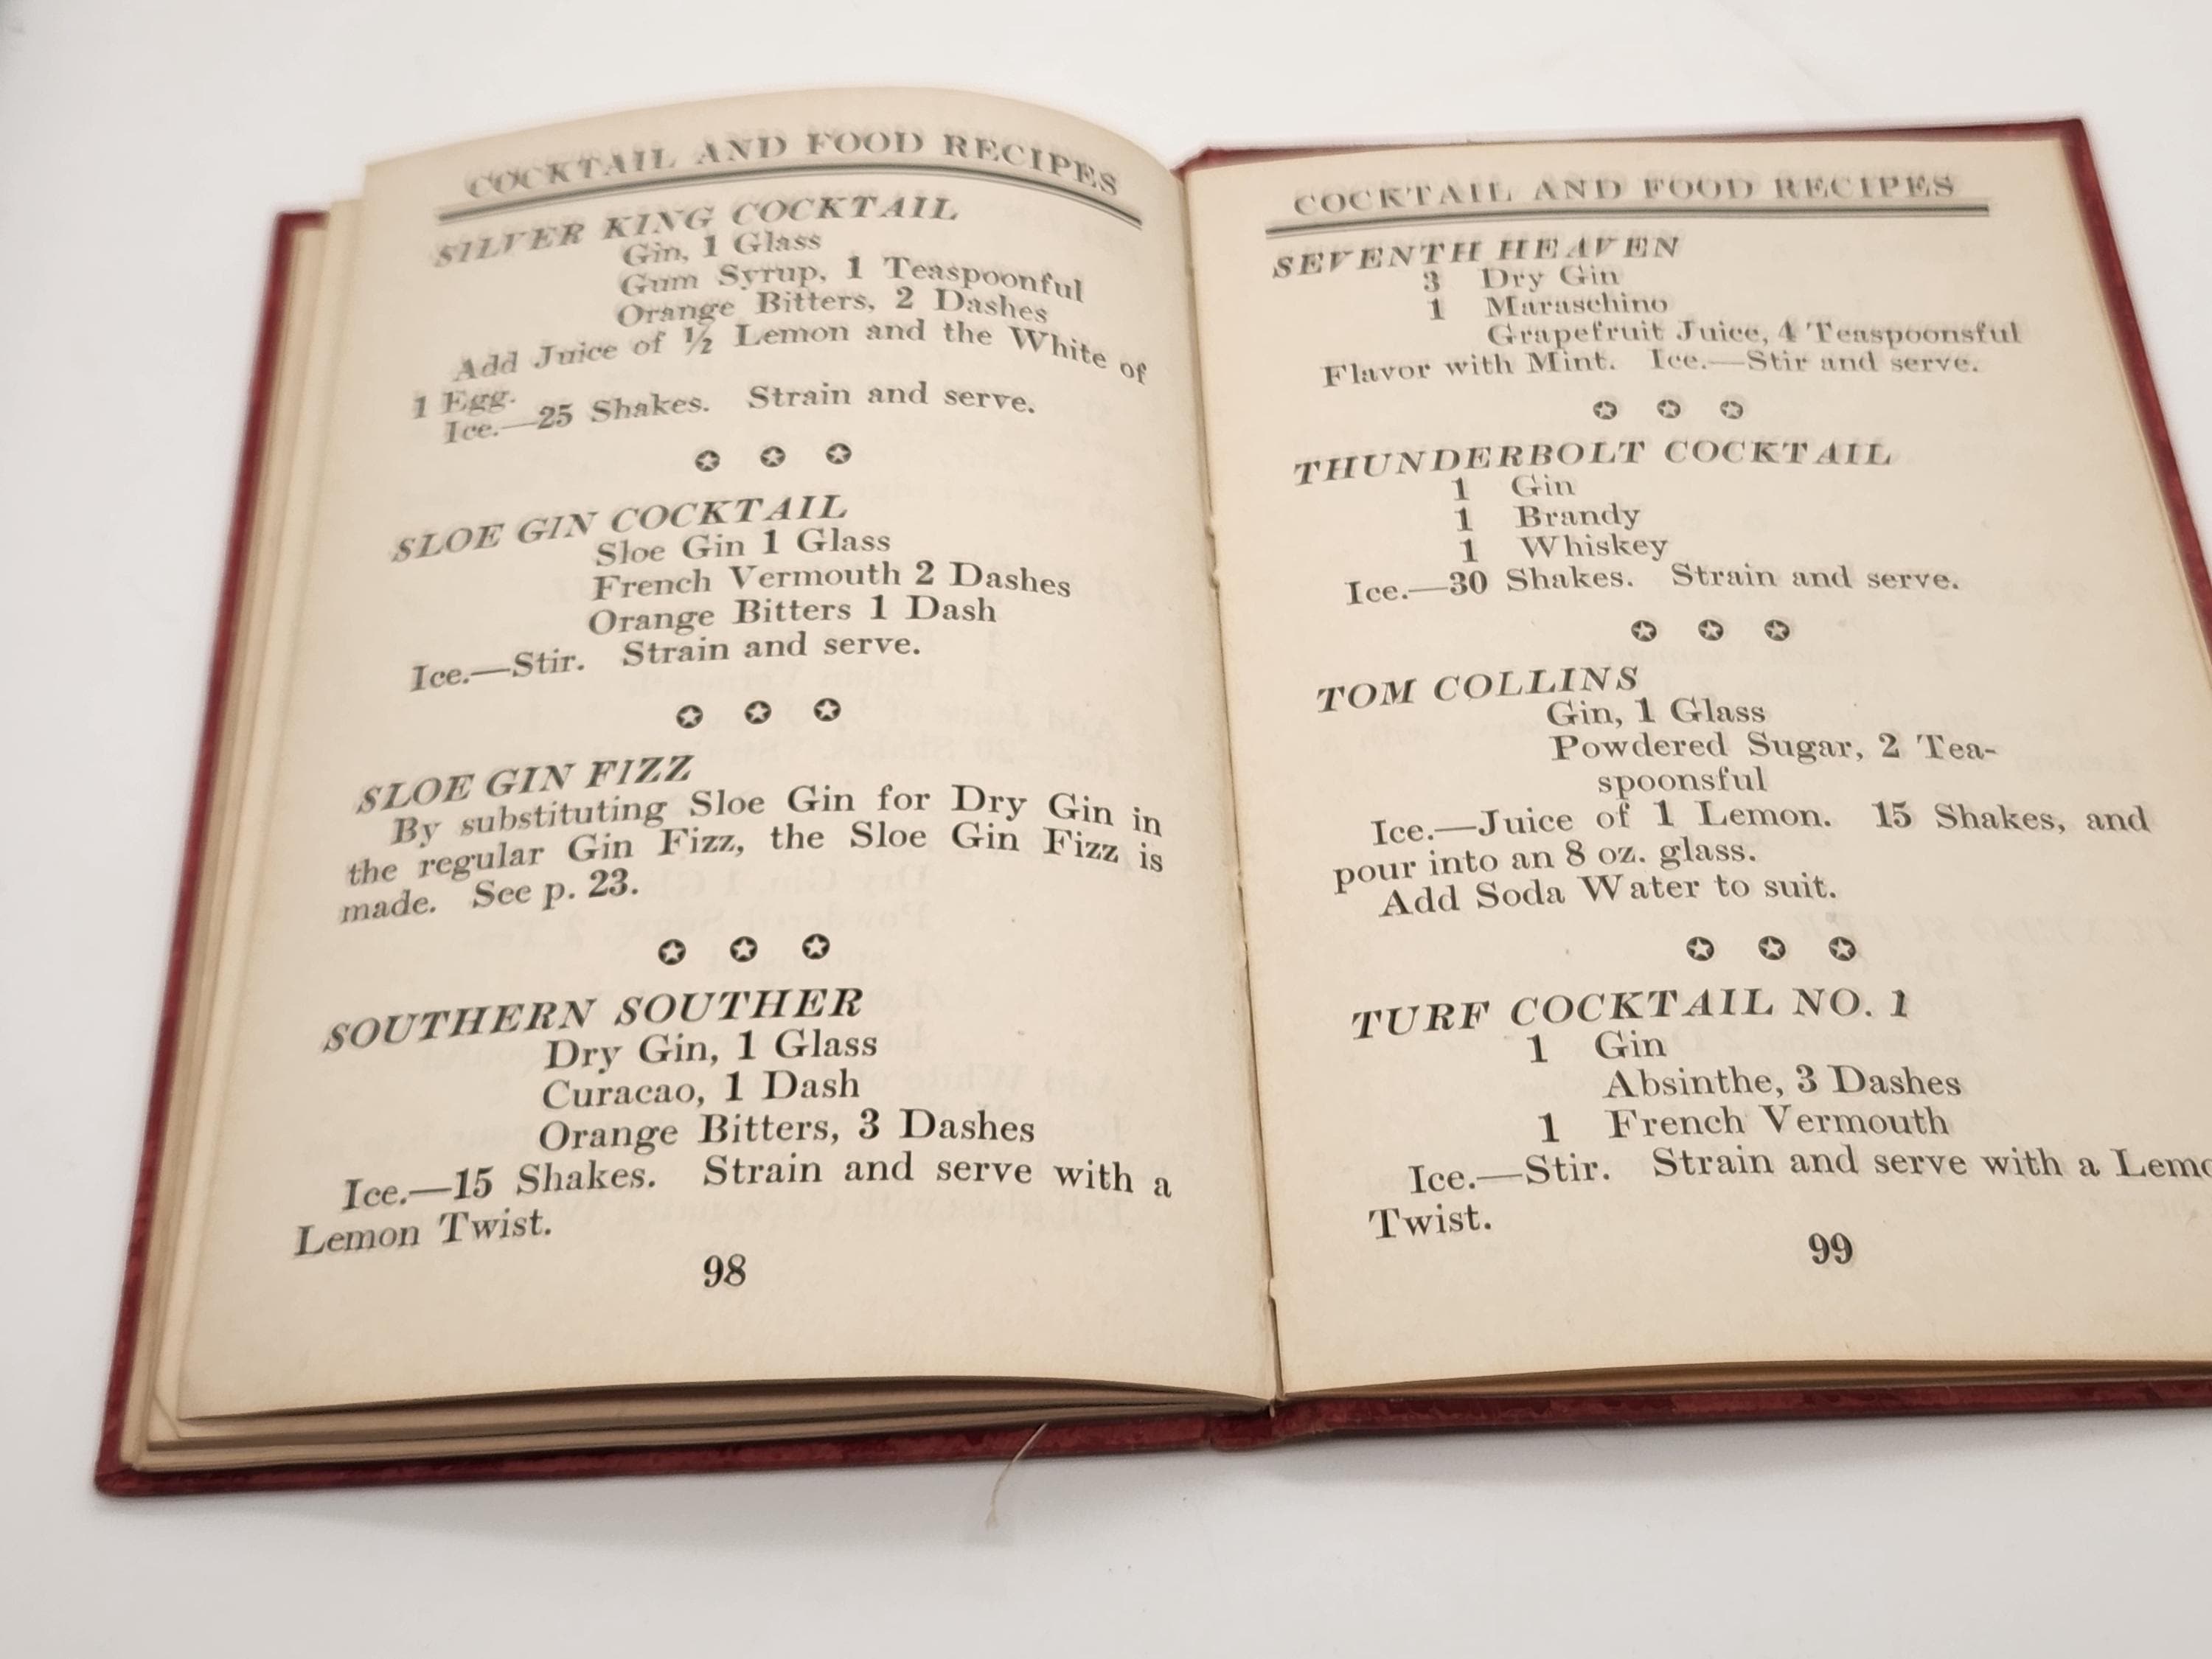 COCKTAIL AND FOOD RECIPES
SILVER KING COCKTAIL
Gin, 1 Glass
Gum Syrup, 1 Teaspoonful
Orange Bitters, 2 Dashes
Add Juice of ½ Lemon and the White of
1 Egg.
Ice.—25 Shakes. Strain and serve.
SLOE GIN COCKTAIL
Sloe Gin 1 Glass
French Vermouth 2 Dashes
Orange Bitters 1 Dash
Ice.—Stir. Strain and serve.
SLOE GIN FIZZ
By substituting Sloe Gin for Dry Gin in
the regular Gin Fizz, the Sloe Gin Fizz is
made. See p. 23.
SOUTHERN SOUTHER
Dry Gin, 1 Glass
Curacao, 1 Dash
Orange Bitters, 3 Dashes
Ice.—15 Shakes. Strain and serve with a
Lemon Twist.
98
COCKTAIL AND FOOD RECIPES
SEVENTH HEAVEN
3 Dry Gin
1 Maraschino
Grapefruit Juice, 4 Teaspoonsful
Flavor with Mint. Ice.—Stir and serve.
THUNDERBOLT COCKTAIL
1 Gin
1 Brandy
1 Whiskey
Ice.—30 Shakes. Strain and serve.
TOM COLLINS
Gin, 1 Glass
Powdered Sugar, 2 Tea-
spoonsful
Ice.—Juice of 1 Lemon. 15 Shakes, and
pour into an 8 oz. glass.
Add Soda Water to suit.
TURF COCKTAIL NO. 1
1 Gin
Absinthe, 3 Dashes
1 French Vermouth
Ice.—Stir. Strain and serve with a Lemo
Twist.
99